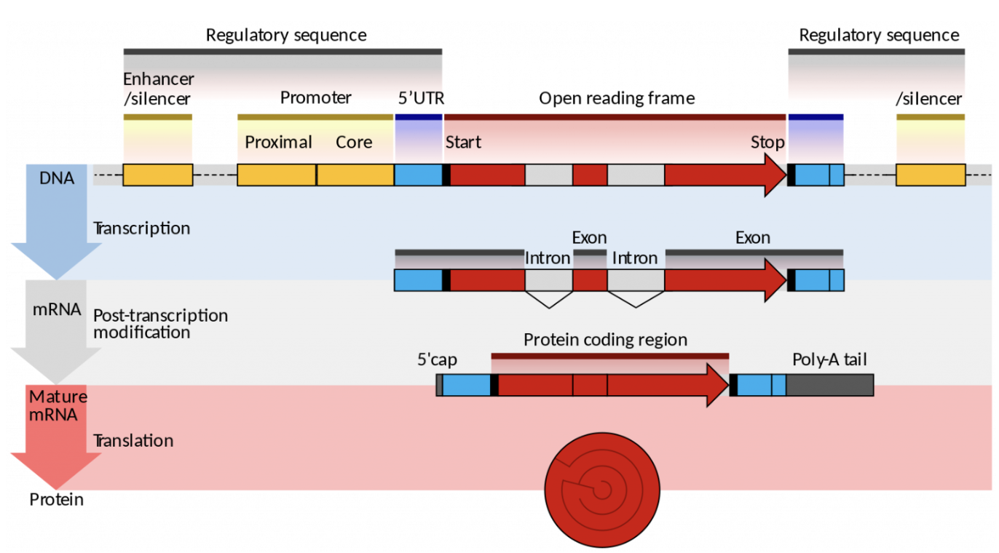 Regulatory sequence
Regulatory sequence
Enhancer
/silencer
Promoter
5’UTR
Open reading frame
/silencer
Proximal
Core
Start
Stop
DNA
Transcription
Exon
Exon
Intron
Intron
mRNA
Post-transcription
modification
Protein coding region
5'cap
Poly-A tail
Mature
mRNA
Translation
Protein